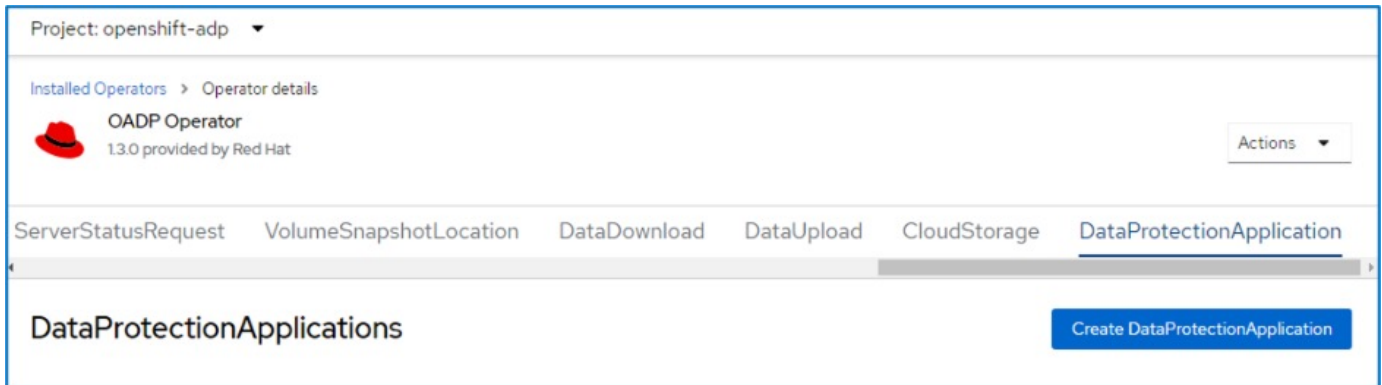 Project: openshift-adp
Installed Operators > Operator details
OADP Operator
1.3.0 provided by Red Hat
Actions
ServerStatusRequest VolumeSnapshotLocation DataDownload DataUpload CloudStorage DataProtectionApplication
DataProtectionApplications
Create DataProtectionApplication